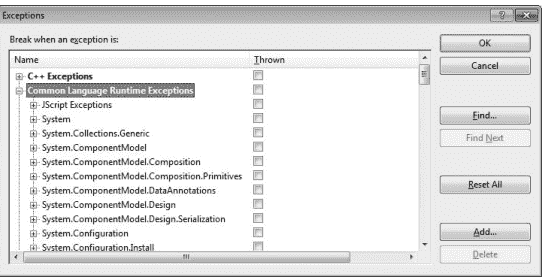 Exceptions
Break when an exception is:
Name Thrown
C++ Exceptions
Common Language Runtime Exceptions
JScript Exceptions
System
System.Collections.Generic
System.ComponentModel
System.ComponentModel.Composition
System.ComponentModel.Composition.Primitives
System.ComponentModel.DataAnnotations
System.ComponentModel.Design
System.ComponentModel.Design.Serialization
System.Configuration
System.Configuration.Install
OK
Cancel
Find...
Find Next
Reset All
Add...
Delete